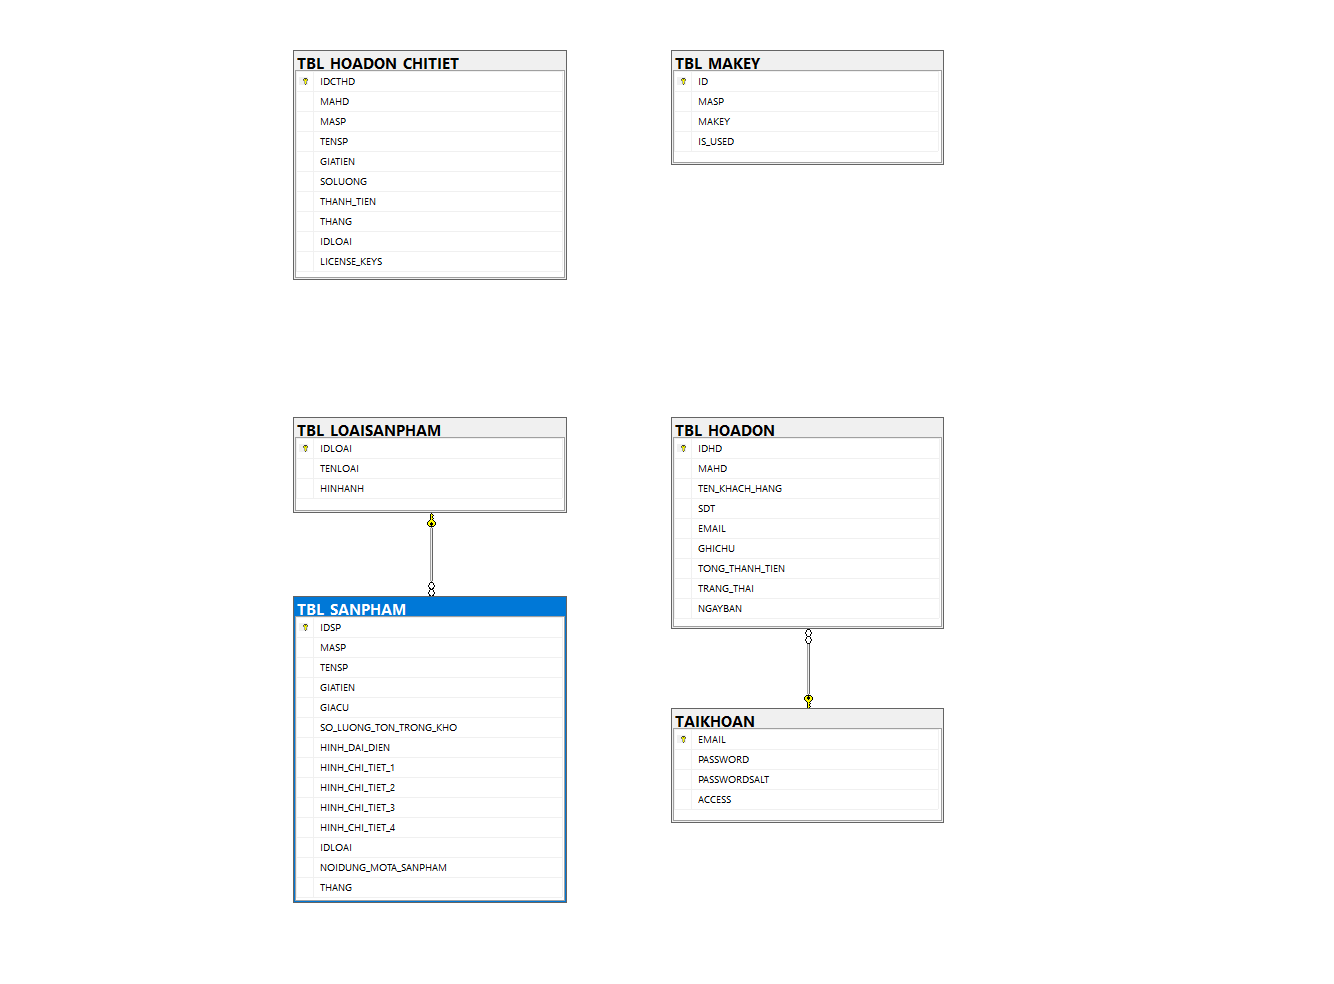 TBL_HOADON_CHITIET
IDCTHD
MAHD
MASP
TENSP
GIATIEN
SOLUONG
THANH_TIEN
THANG
IDLOAI
LICENSE_KEYS
TBL_MAKEY
ID
MASP
MAKEY
IS_USED
TBL_LOAISANPHAM
IDLOAI
TENLOAI
HINHANH
TBL_HOADON
IDHD
MAHD
TEN_KHACH_HANG
SDT
EMAIL
GHICHU
TONG_THANH_TIEN
TRANG_THAI
NGAYBAN
TBL_SANPHAM
IDSP
MASP
TENSP
GIATIEN
GIACU
SO_LUONG_TON_TRONG_KHO
HINH_DAI_DIEN
HINH_CHI_TIET_1
HINH_CHI_TIET_2
HINH_CHI_TIET_3
HINH_CHI_TIET_4
IDLOAI
NOIDUNG_MOTA_SANPHAM
THANG
TAIKHOAN
EMAIL
PASSWORD
PASSWORDSALT
ACCESS